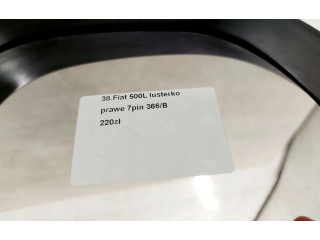 38.Fiat 500L lusterko
prawe 7pin 366/B
220zł